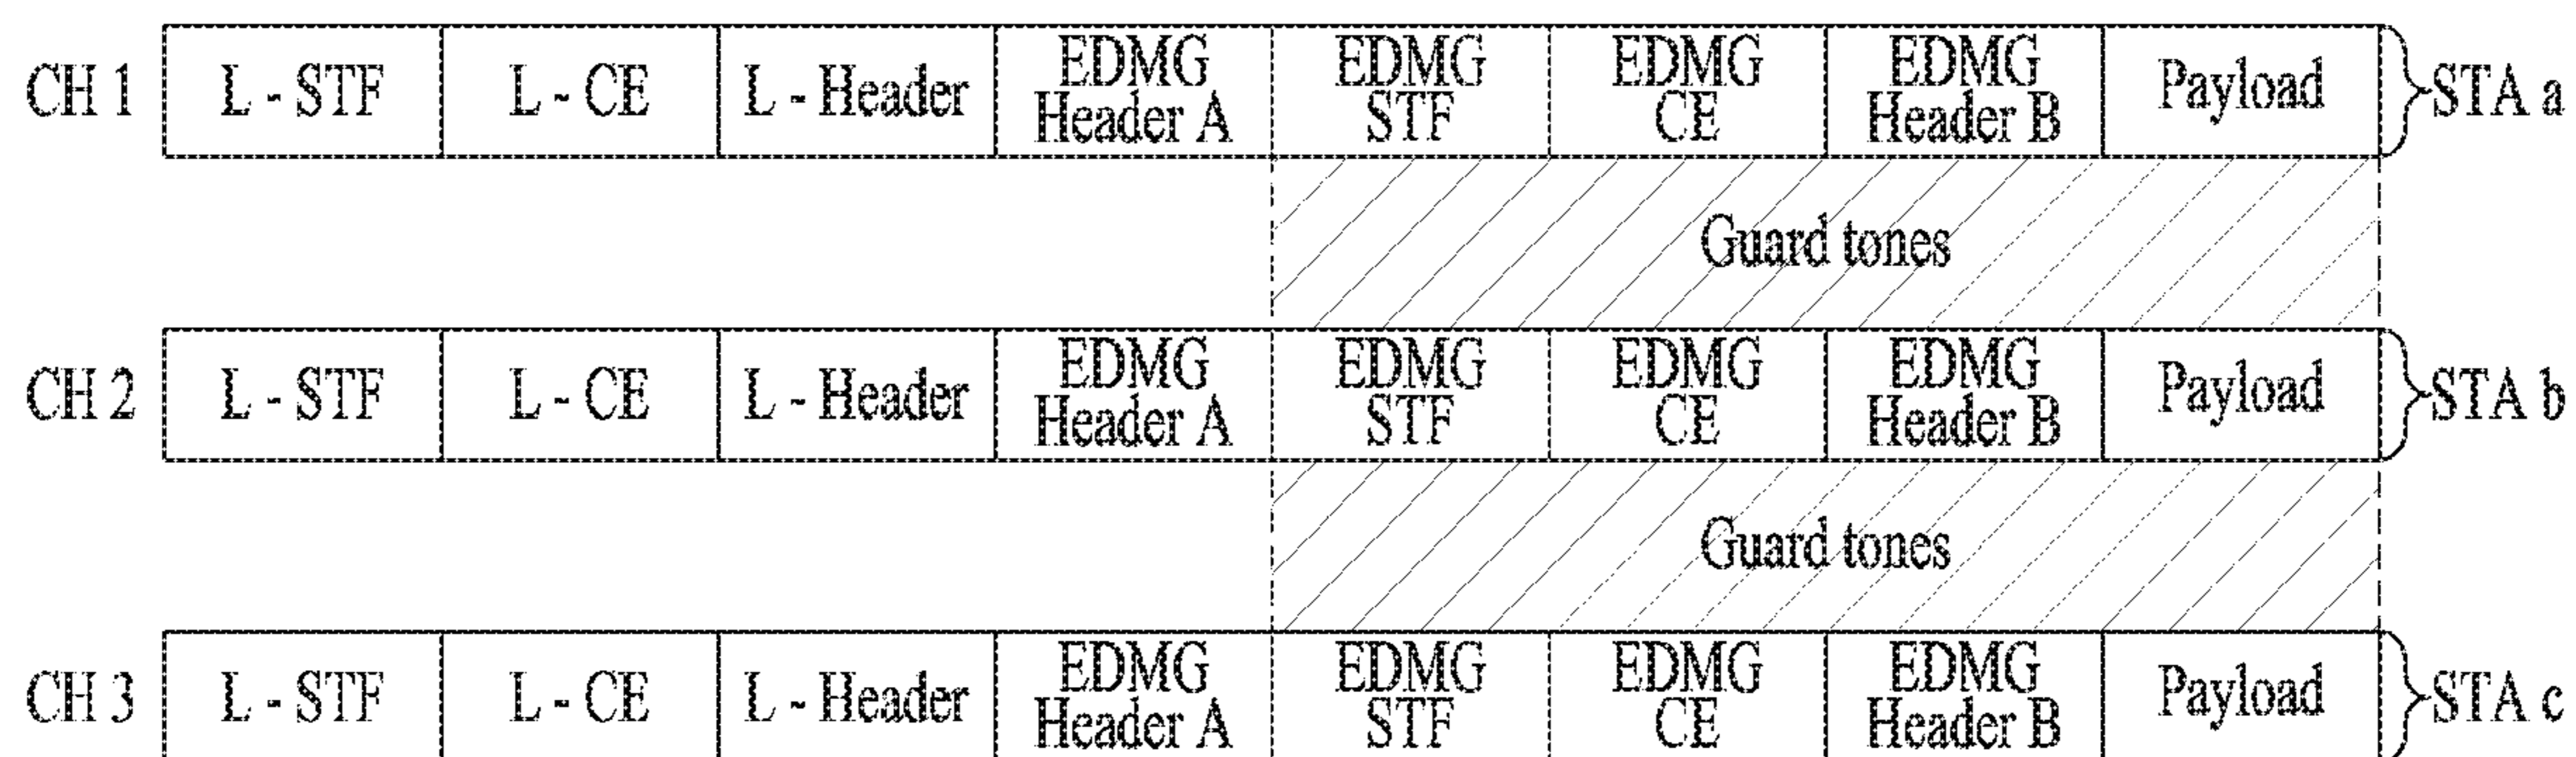 CH 1
L - STF
L - CE
L - Header
EDMG
Header A
EDMG
STF
EDMG
CE
EDMG
Header B
Payload
STA a
Guard tones
CH 2
L - STF
L - CE
L - Header
EDMG
Header A
EDMG
STF
EDMG
CE
EDMG
Header B
Payload
STA b
Guard tones
CH 3
L - STF
L - CE
L - Header
EDMG
Header A
EDMG
STF
EDMG
CE
EDMG
Header B
Payload
STA c